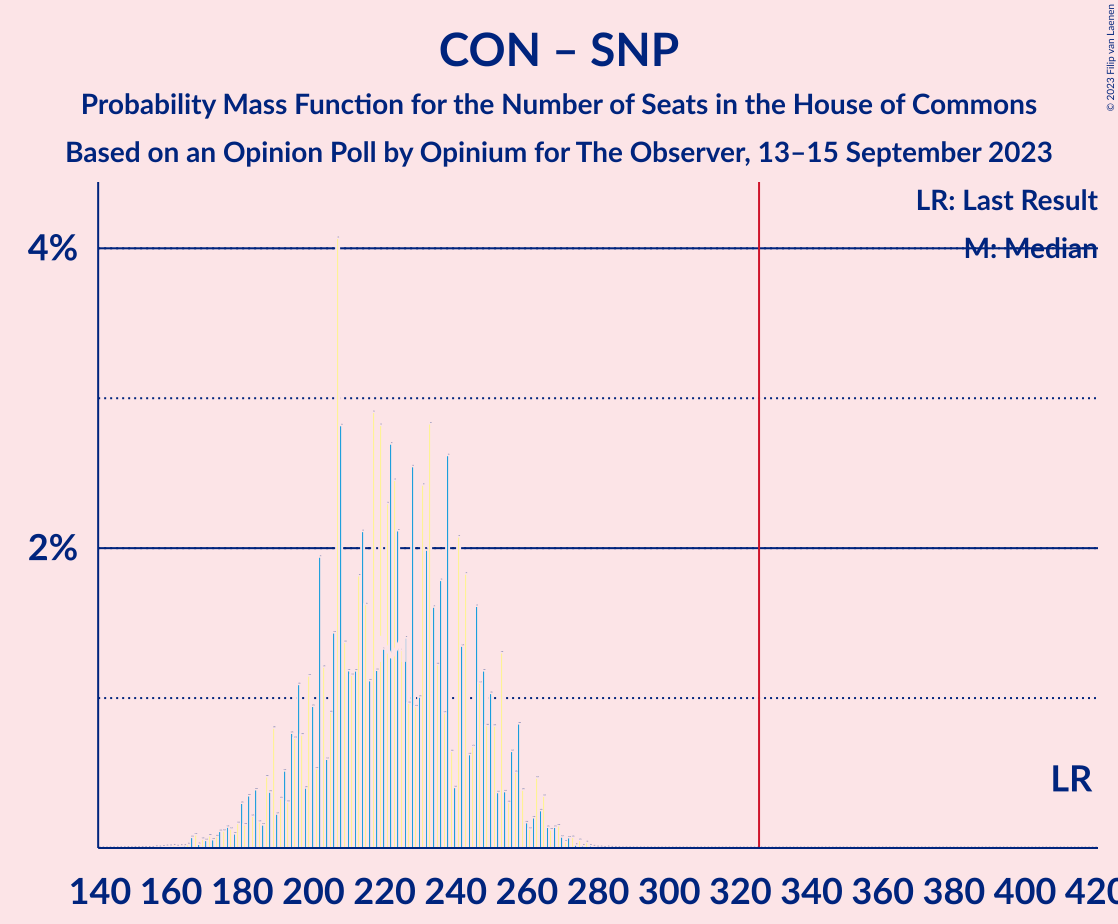 CON – SNP
Probability Mass Function for the Number of Seats in the House of Commons
Based on an Opinion Poll by Opinium for The Observer, 13–15 September 2023
© 2023 Filip van Laenen
LR: Last Result
M: Median
4%
2%
LR
140 160 180 200 220 240 260 280 300 320 340 360 380 400 420